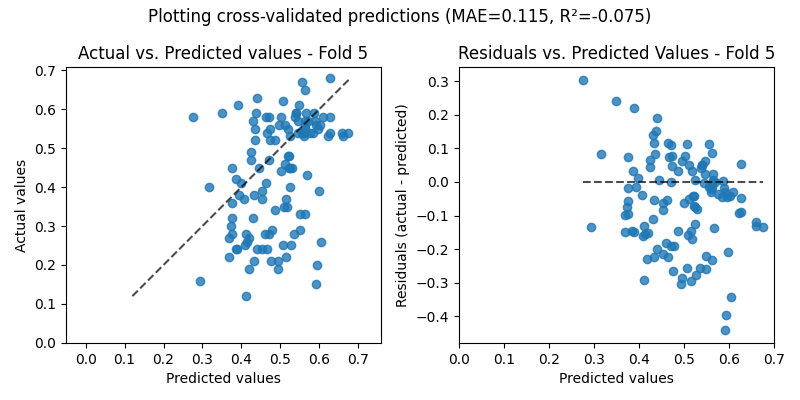 Plotting cross-validated predictions (MAE=0.115, R²=-0.075)
Actual vs. Predicted values - Fold 5
Residuals vs. Predicted Values - Fold 5
0.7
0.6
0.5
0.4
0.3
0.2
0.1
0.0
Actual values
0.0 0.1 0.2 0.3 0.4 0.5 0.6 0.7
Predicted values
0.3
0.2
0.1
0.0
−0.1
−0.2
−0.3
−0.4
Residuals (actual - predicted)
0.0 0.1 0.2 0.3 0.4 0.5 0.6 0.7
Predicted values